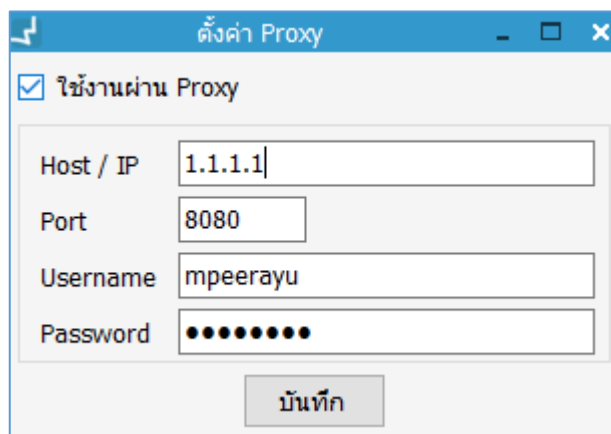 ตั้งค่า Proxy
ใช้งานผ่าน Proxy
Host / IP 1.1.1.1
Port 8080
Username mpeerayu
Password ●●●●●●●●
บันทึก